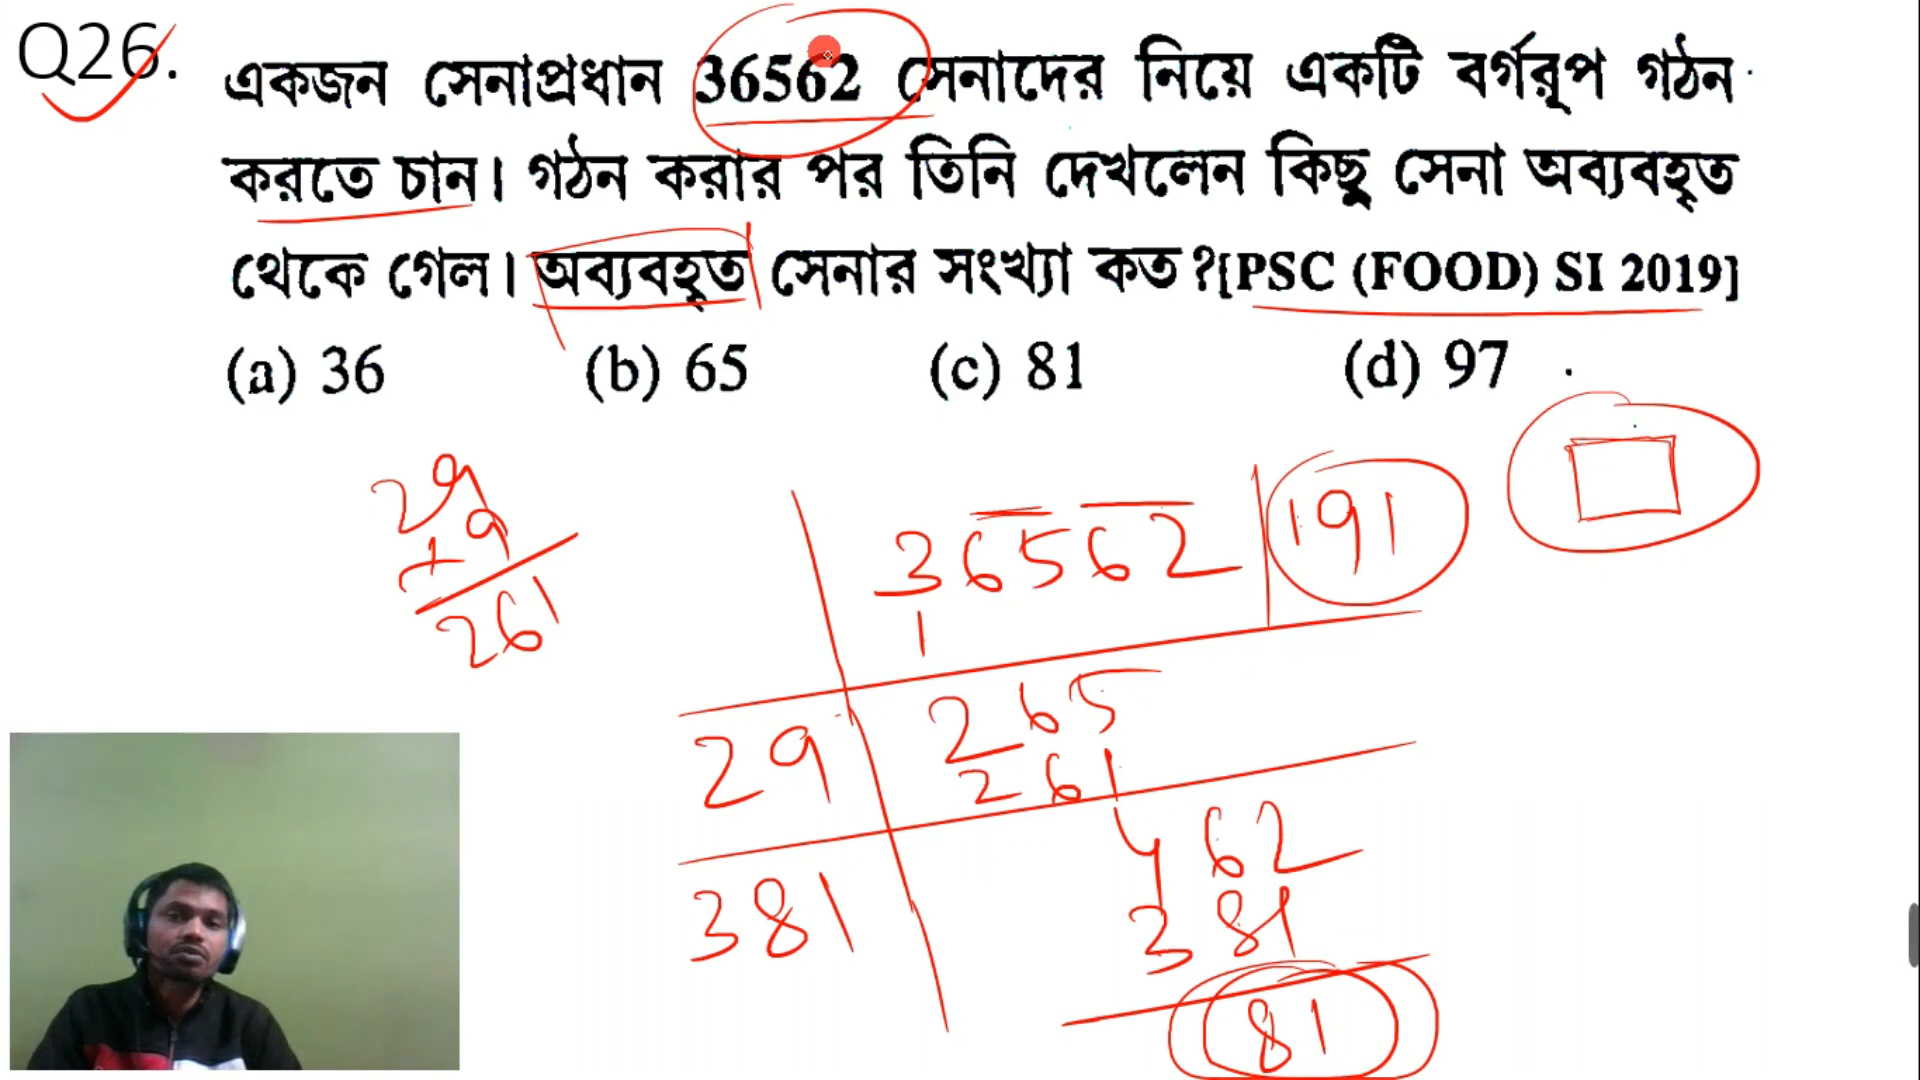 Q26.
একজন সেনাপ্রধান 36562 সেনাদের নিয়ে একটি বর্গরূপ গঠন
করতে চান। গঠন করার পর তিনি দেখলেন কিছু সেনা অব্যবহৃত
থেকে গেল। অব্যবহৃত সেনার সংখ্যা কত ?[PSC (FOOD) SI 2019]
(a) 36 (b) 65 (c) 81 (d) 97
29
+9
261
36562 191
1
29 265
261
462
381 381
81